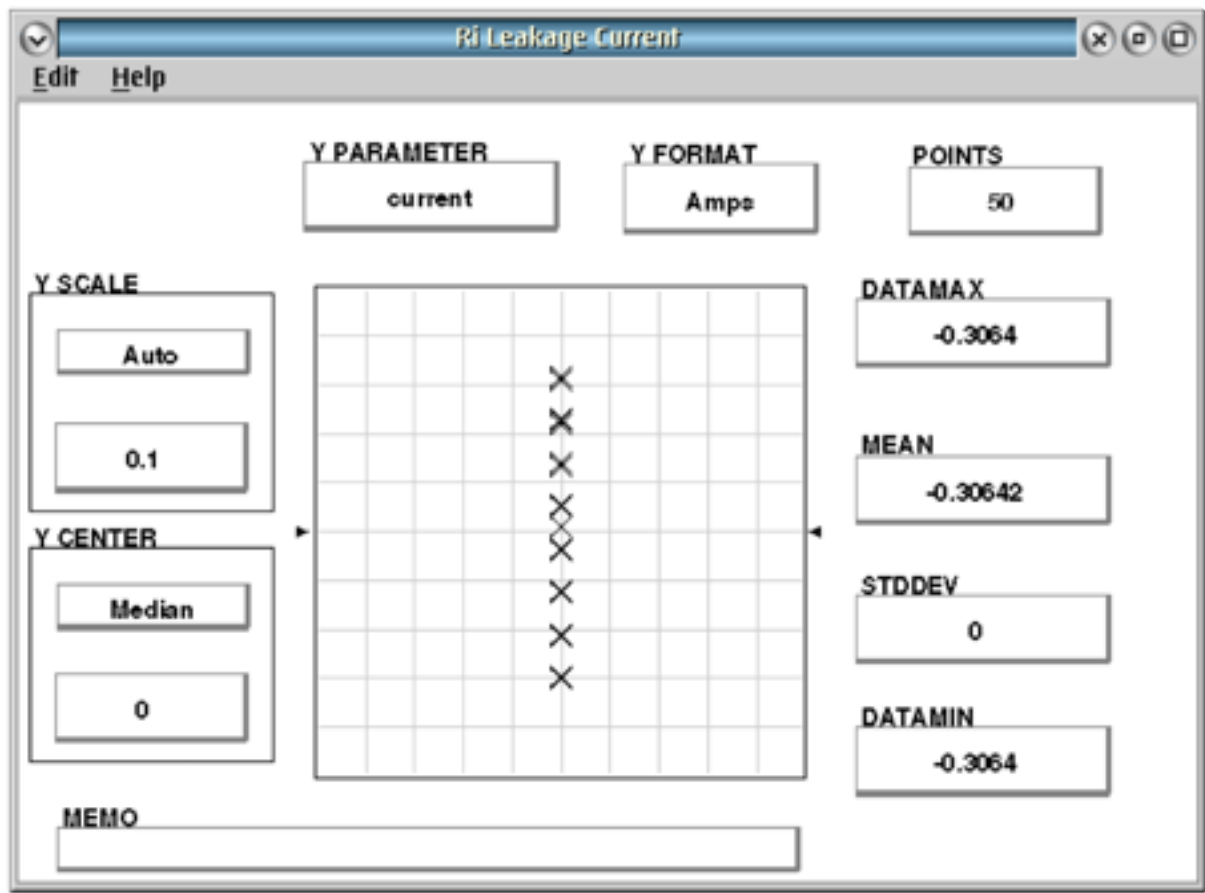 Ri Leakage Current
Edit Help
Y PARAMETER
current
Y FORMAT
Amps
POINTS
50
Y SCALE
Auto
0.1
Y CENTER
Median
0
DATAMAX
-0.3064
MEAN
-0.30642
STDDEV
0
DATAMIN
-0.3064
MEMO